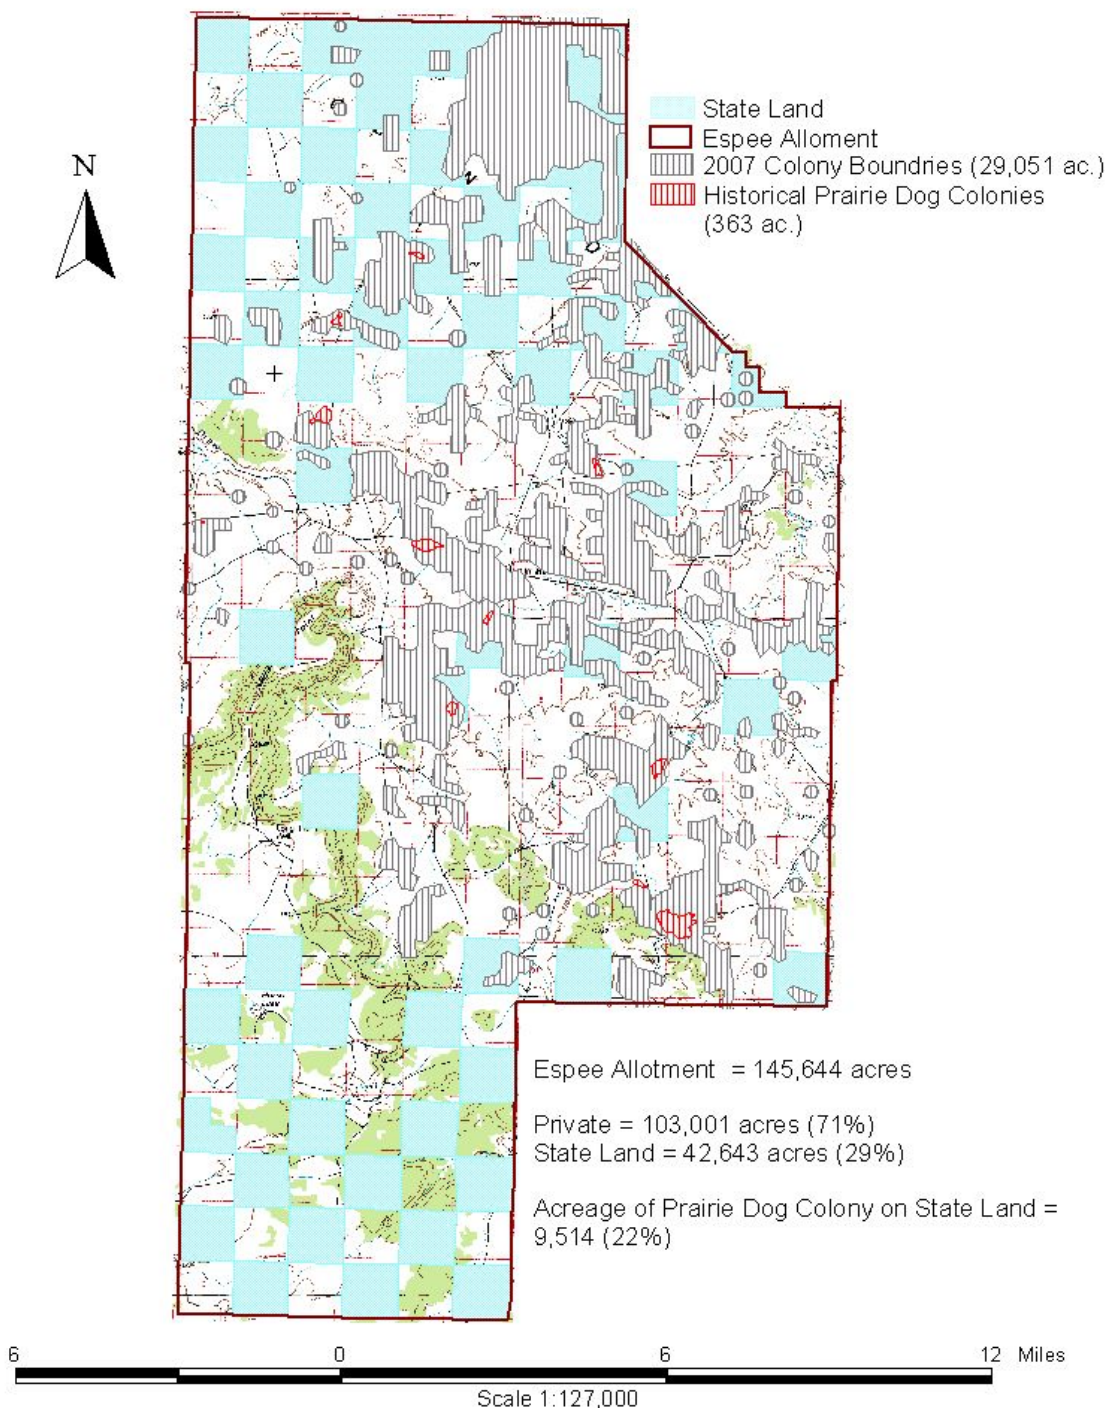 State Land
Espee Alloment
N
2007 Colony Boundries (29,051 ac.)
Historical Prairie Dog Colonies
(363 ac.)
Espee Allotment = 145,644 acres
Private = 103,001 acres (71%)
State Land = 42,643 acres (29%)
Acreage of Prairie Dog Colony on State Land =
9,514 (22%)
6 0 6 12 Miles
Scale 1:127,000